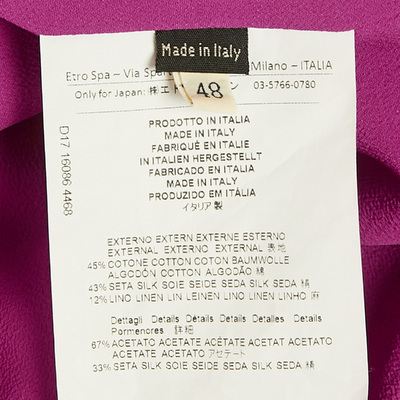 Made in Italy
Etro Spa – Via Spar Milano – ITALIA
Only for Japan: ㈱エト ン 03-5766-0780
48
D17 16086 4468
PRODOTTO IN ITALIA
MADE IN ITALY
FABRIQUÉ EN ITALIE
IN ITALIEN HERGESTELLT
FABRICADO EN ITALIA
MADE IN ITALY
PRODUZIDO EM ITÁLIA
イタリア製
EXTERNO EXTERN EXTERNE ESTERNO
EXTERNAL EXTERNO EXTERNAL 表地
45% COTONE COTTON COTON BAUMWOLLE
ALGODÓN COTTON ALGODÃO 綿
43% SETA SILK SOIE SEIDE SEDA SILK SEDA 絹
12% LINO LINEN LIN LEINEN LINO LINEN LINHO 麻
Dettagli Details Détails Details Detalles Details
Pormenores 詳細
67% ACETATO ACETATE ACÉTAT ACETAT ACETATO
ACETATE ACETATO アセテート
33% SETA SILK SOIE SEIDE SEDA SILK SEDA 絹